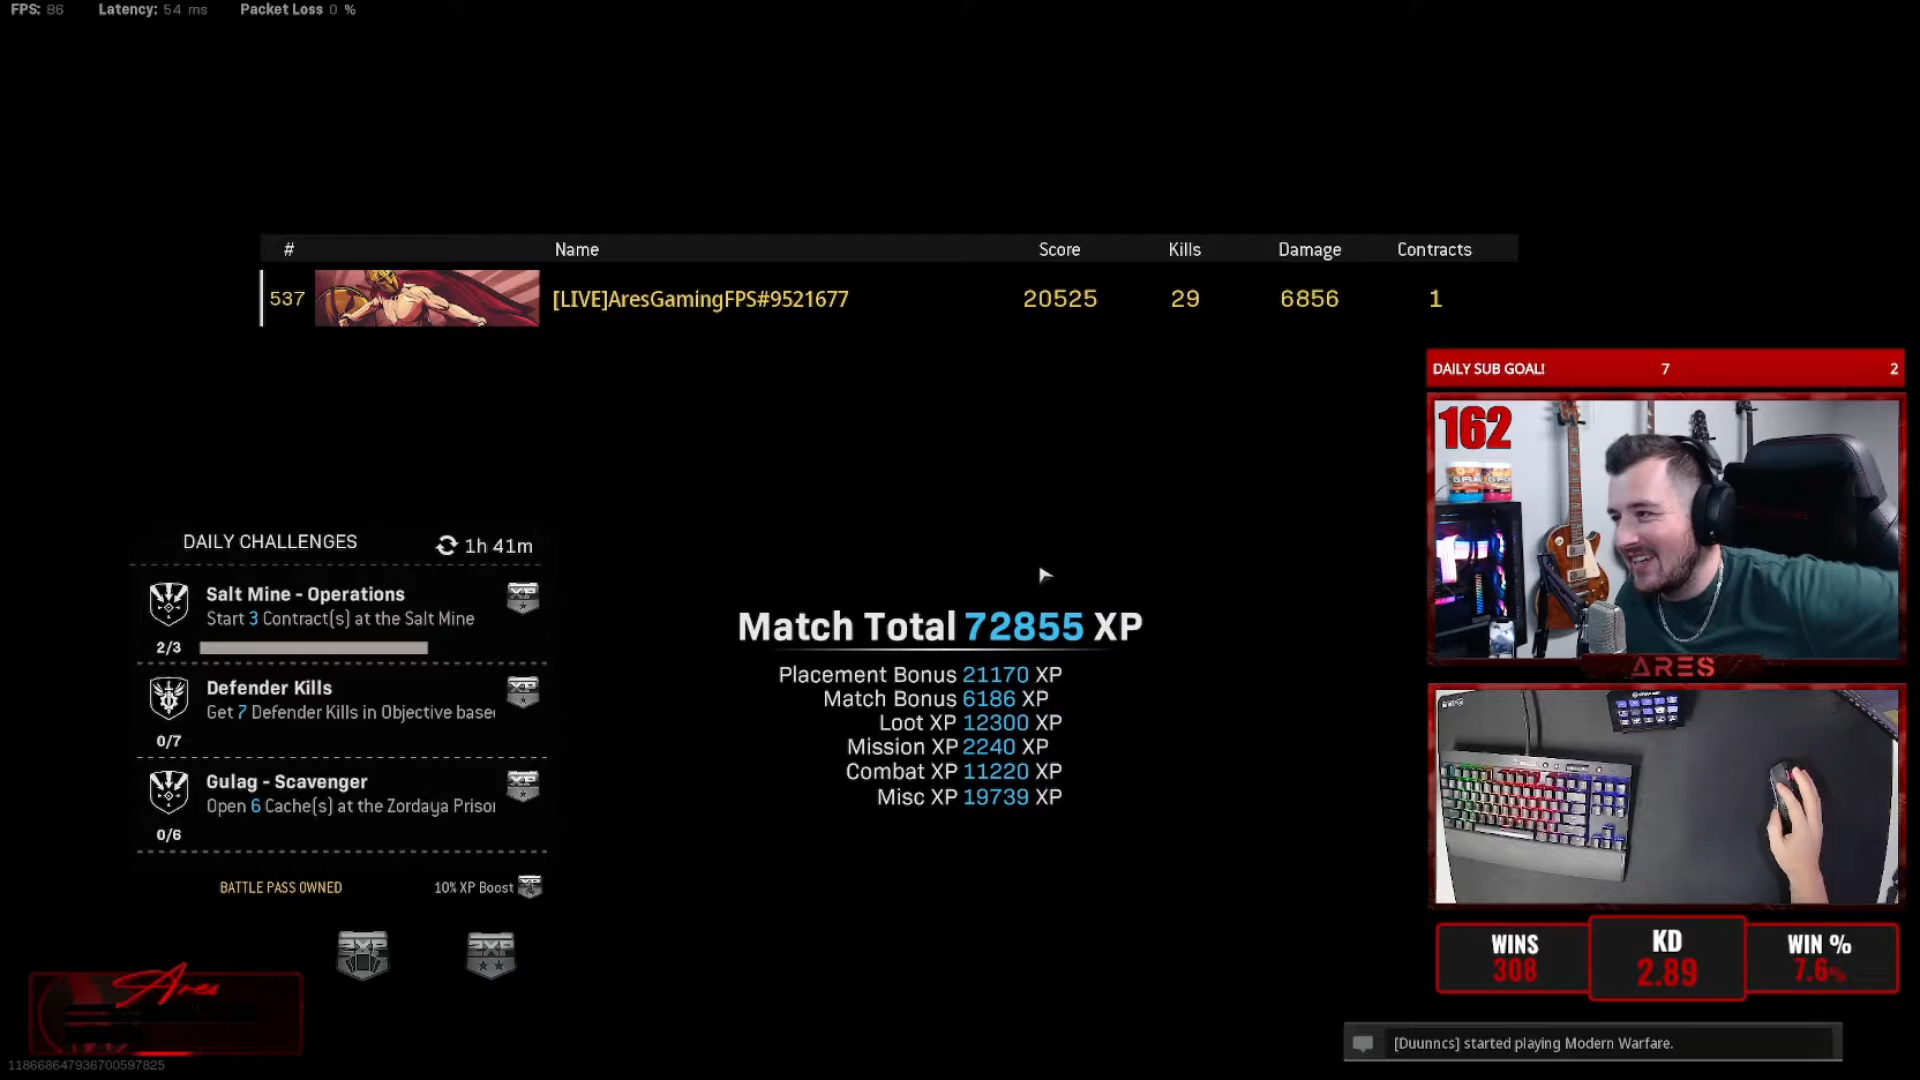 FPS: 86 Latency: 54 ms Packet Loss 0 %
# Name Score Kills Damage Contracts
537 [LIVE]AresGamingFPS#9521677 20525 29 6856 1
DAILY SUB GOAL! 7 2
162
ARES
DAILY CHALLENGES 1h 41m
Salt Mine - Operations
Start 3 Contract(s) at the Salt Mine
2/3
Defender Kills
Get 7 Defender Kills in Objective base
0/7
Gulag - Scavenger
Open 6 Cache(s) at the Zordaya Prison
0/6
BATTLE PASS OWNED 10% XP Boost
2XP 2XP
Match Total 72855 XP
Placement Bonus 21170 XP
Match Bonus 6186 XP
Loot XP 12300 XP
Mission XP 2240 XP
Combat XP 11220 XP
Misc XP 19739 XP
WINS KD WIN %
308 2.89 7.6%
Ares
[Duunncs] started playing Modern Warfare.
118668647936700597825